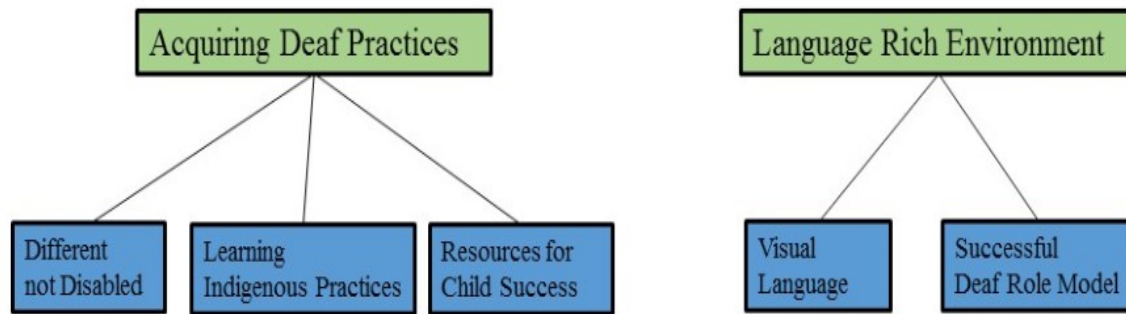 Acquiring Deaf Practices
Language Rich Environment
Different
not Disabled
Learning
Indigenous Practices
Resources for
Child Success
Visual
Language
Successful
Deaf Role Model